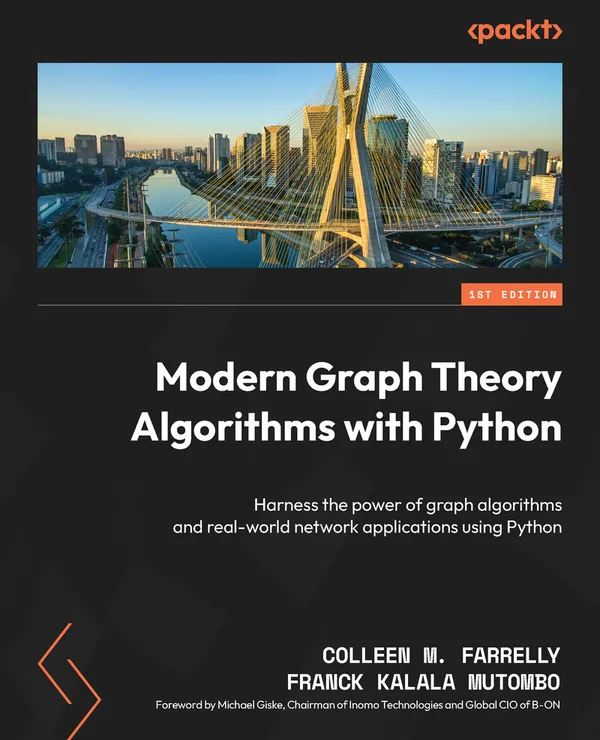 <packt>
1ST EDITION
Modern Graph Theory
Algorithms with Python
Harness the power of graph algorithms
and real-world network applications using Python
COLLEEN M. FARRELLY
FRANCK KALALA MUTOMBO
Foreword by Michael Giske, Chairman of Inomo Technologies and Global CIO of B-ON